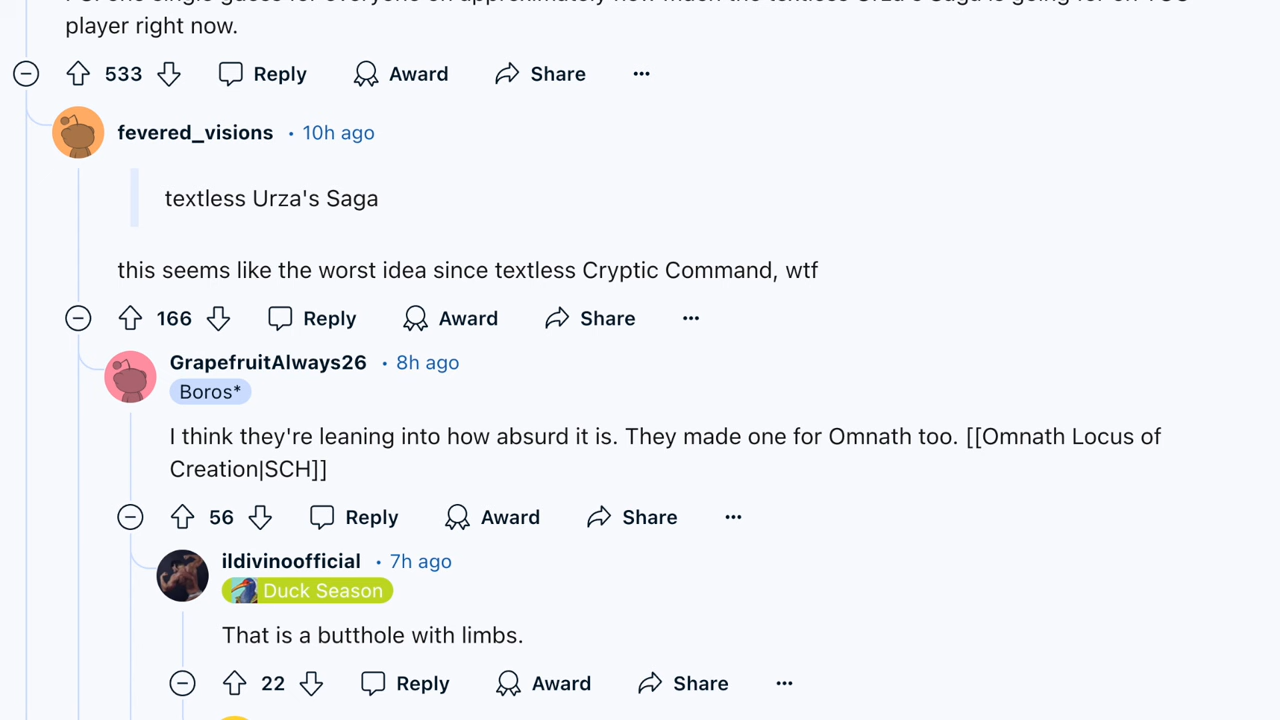 player right now.
533 Reply Award Share ...
fevered_visions • 10h ago
textless Urza's Saga
this seems like the worst idea since textless Cryptic Command, wtf
166 Reply Award Share ...
GrapefruitAlways26 • 8h ago
Boros*
I think they're leaning into how absurd it is. They made one for Omnath too. [[Omnath Locus of
Creation|SCH]]
56 Reply Award Share ...
ildivinoofficial • 7h ago
Duck Season
That is a butthole with limbs.
22 Reply Award Share ...